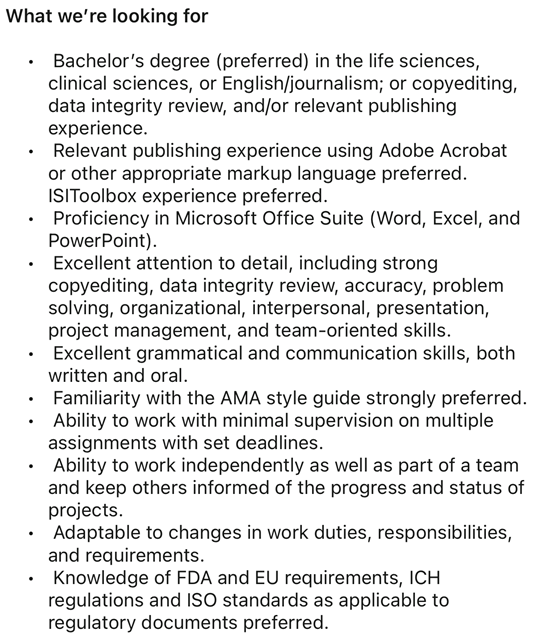 What we’re looking for
• Bachelor’s degree (preferred) in the life sciences,
clinical sciences, or English/journalism; or copyediting,
data integrity review, and/or relevant publishing
experience.
• Relevant publishing experience using Adobe Acrobat
or other appropriate markup language preferred.
ISIToolbox experience preferred.
• Proficiency in Microsoft Office Suite (Word, Excel, and
PowerPoint).
• Excellent attention to detail, including strong
copyediting, data integrity review, accuracy, problem
solving, organizational, interpersonal, presentation,
project management, and team-oriented skills.
• Excellent grammatical and communication skills, both
written and oral.
• Familiarity with the AMA style guide strongly preferred.
• Ability to work with minimal supervision on multiple
assignments with set deadlines.
• Ability to work independently as well as part of a team
and keep others informed of the progress and status of
projects.
• Adaptable to changes in work duties, responsibilities,
and requirements.
• Knowledge of FDA and EU requirements, ICH
regulations and ISO standards as applicable to
regulatory documents preferred.